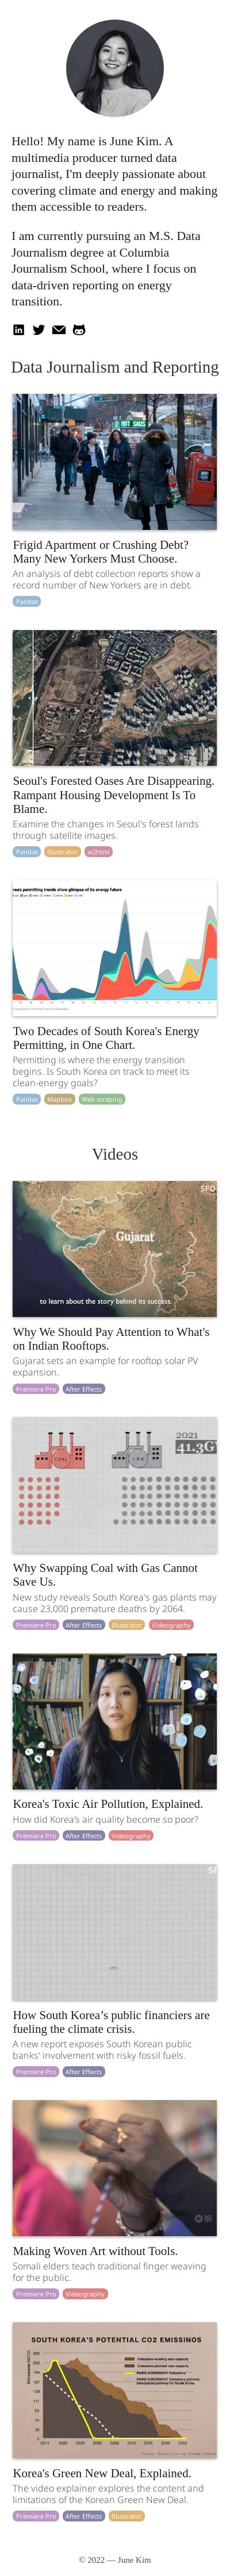 Hello! My name is June Kim. A
multimedia producer turned data
journalist, I'm deeply passionate about
covering climate and energy and making
them accessible to readers.
I am currently pursuing an M.S. Data
Journalism degree at Columbia
Journalism School, where I focus on
data-driven reporting on energy
transition.
Data Journalism and Reporting
HOT SUBS
Frigid Apartment or Crushing Debt?
Many New Yorkers Must Choose.
An analysis of debt collection reports show a
record number of New Yorkers are in debt.
Pandas
Seoul's Forested Oases Are Disappearing.
Rampant Housing Development Is To
Blame.
Examine the changes in Seoul's forest lands
through satellite images.
Pandas Illustrator ai2html
permitting trends show glimpse of its energy future
Two Decades of South Korea's Energy
Permitting, in One Chart.
Permitting is where the energy transition
begins. Is South Korea on track to meet its
clean-energy goals?
Pandas Mapbox Web scraping
Videos
SFO
Gujarat
to learn about the story behind its success.
Why We Should Pay Attention to What's
on Indian Rooftops.
Gujarat sets an example for rooftop solar PV
expansion.
Premiere Pro After Effects
2021
41.3G
COAL
LNG
Why Swapping Coal with Gas Cannot
Save Us.
New study reveals South Korea's gas plants may
cause 23,000 premature deaths by 2064.
Premiere Pro After Effects Illustrator Videography
Korea's Toxic Air Pollution, Explained.
How did Korea's air quality become so poor?
Premiere Pro After Effects Videography
How South Korea’s public financiers are
fueling the climate crisis.
A new report exposes South Korean public
banks' involvement with risky fossil fuels.
Premiere Pro After Effects
Making Woven Art without Tools.
Somali elders teach traditional finger weaving
for the public.
Premiere Pro Videography
SOUTH KOREA'S POTENTIAL CO2 EMISSINOS
Korea's Green New Deal, Explained.
The video explainer explores the content and
limitations of the Korean Green New Deal.
Premiere Pro After Effects Illustrator
© 2022 — June Kim